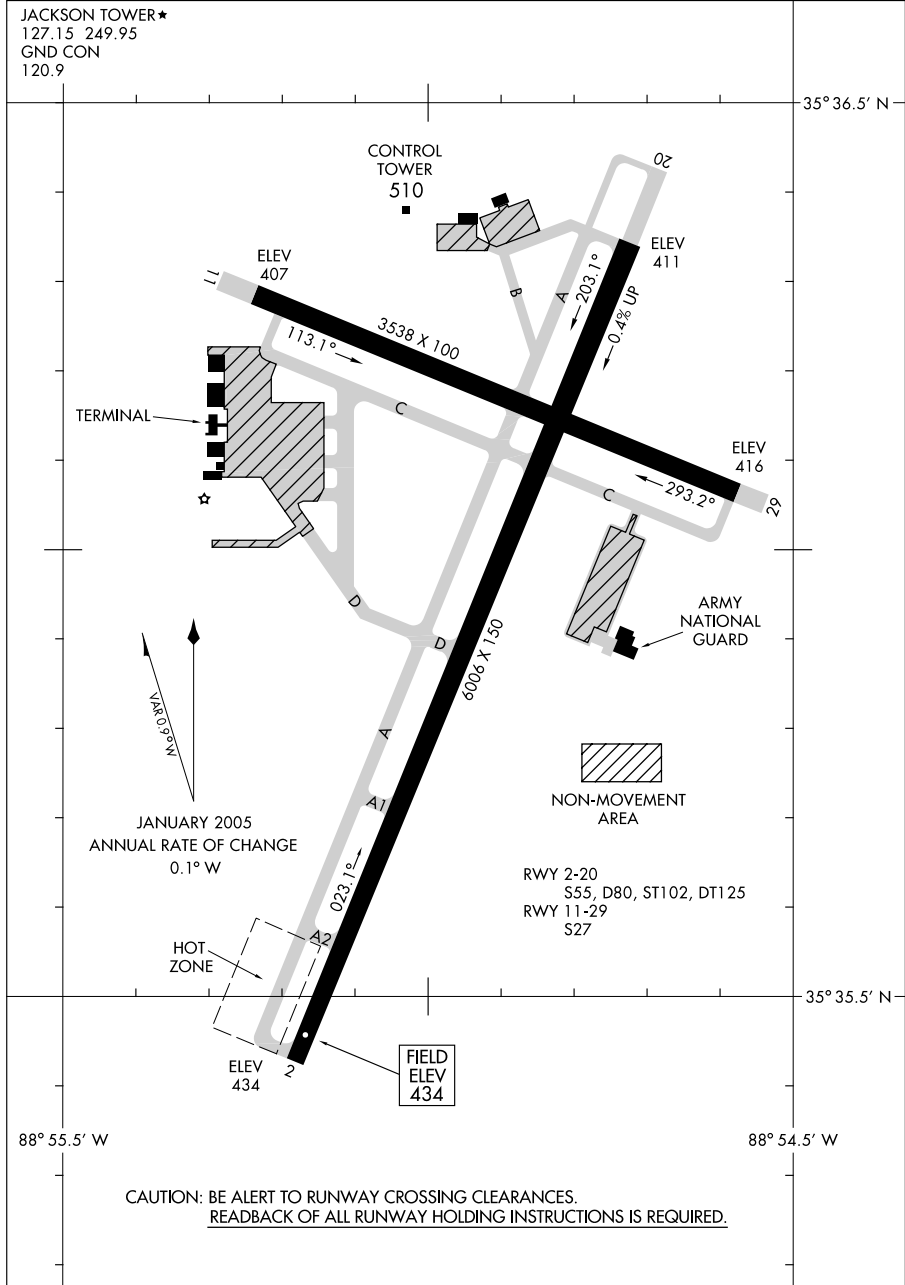 JACKSON TOWER★
127.15 249.95
GND CON
120.9
35° 36.5' N
CONTROL
TOWER
510
20
ELEV
411
ELEV
407
11
A
203.1°
0.4% UP
B
3538 X 100
113.1°
TERMINAL
C
ELEV
416
C
293.2°
29
D
D
ARMY
NATIONAL
GUARD
6006 X 150
VAR 0.9° W
A
NON-MOVEMENT
AREA
A1
JANUARY 2005
ANNUAL RATE OF CHANGE
0.1° W
023.1°
RWY 2-20
S55, D80, ST102, DT125
RWY 11-29
S27
A2
HOT
ZONE
35° 35.5' N
ELEV
434
2
FIELD
ELEV
434
88° 55.5' W
88° 54.5' W
CAUTION: BE ALERT TO RUNWAY CROSSING CLEARANCES.
READBACK OF ALL RUNWAY HOLDING INSTRUCTIONS IS REQUIRED.